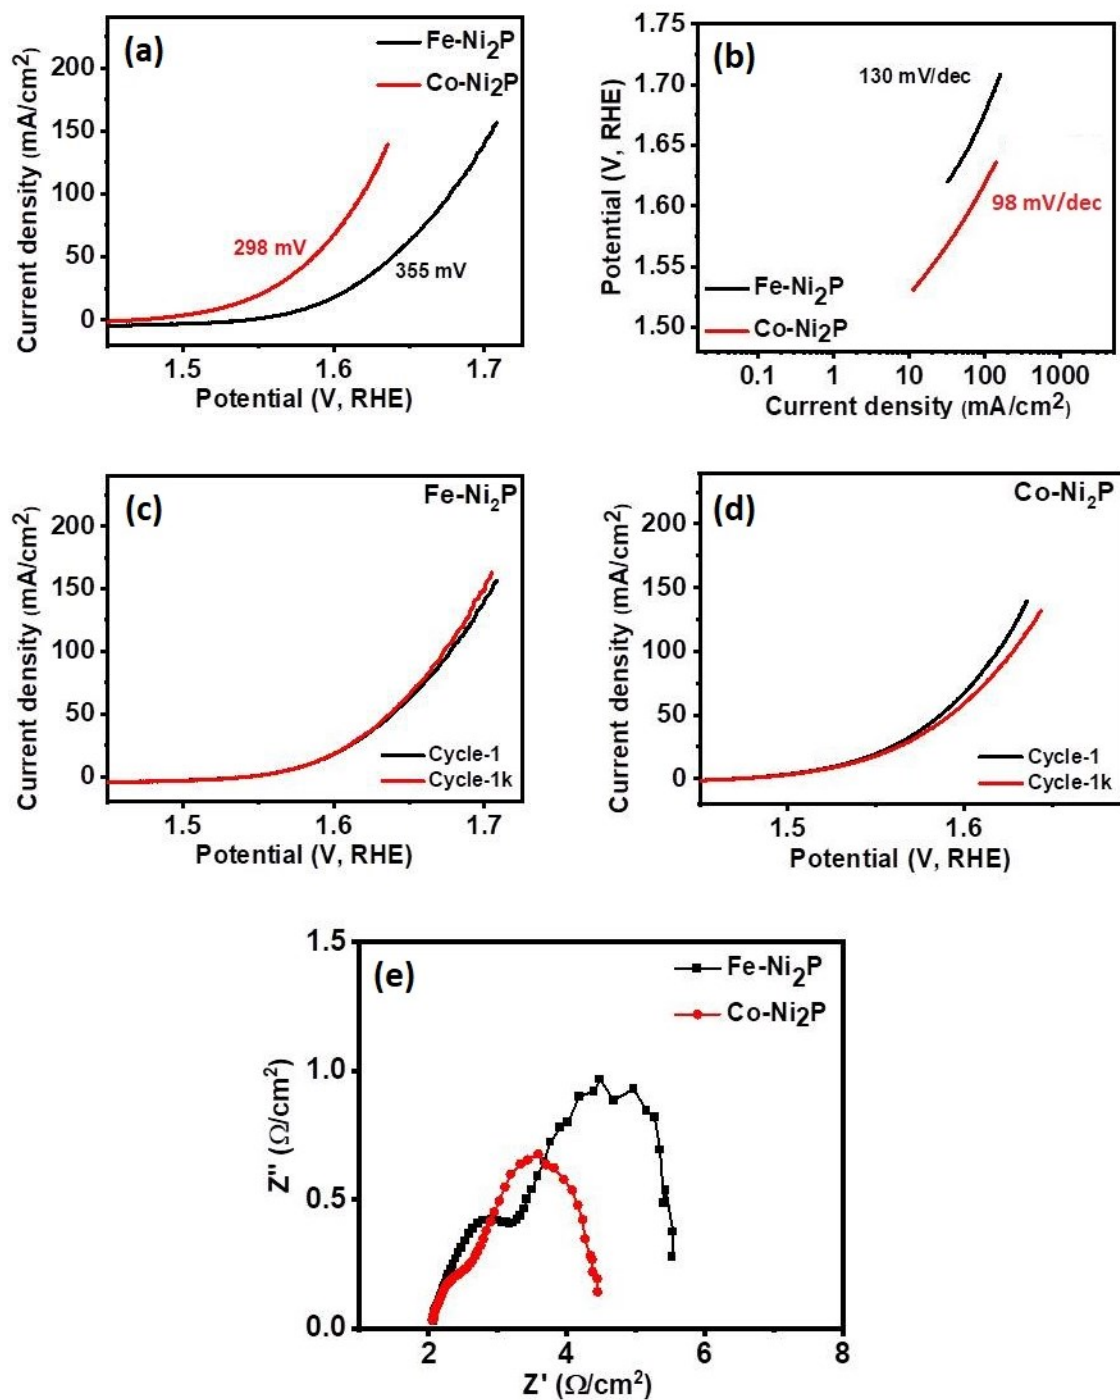 (a)
Fe-Ni₂P
Co-Ni₂P
298 mV
355 mV
200
150
100
50
0
Current density (mA/cm²)
1.5 1.6 1.7
Potential (V, RHE)
(b)
130 mV/dec
98 mV/dec
Fe-Ni₂P
Co-Ni₂P
1.75
1.70
1.65
1.60
1.55
1.50
Potential (V, RHE)
0.1 1 10 100 1000
Current density (mA/cm²)
(c)
Fe-Ni₂P
200
150
100
50
0
Current density (mA/cm²)
Cycle-1
Cycle-1k
1.5 1.6 1.7
Potential (V, RHE)
(d)
Co-Ni₂P
200
150
100
50
0
Current density (mA/cm²)
Cycle-1
Cycle-1k
1.5 1.6
Potential (V, RHE)
(e)
Fe-Ni₂P
Co-Ni₂P
1.5
1.0
0.5
0.0
Z'' (Ω/cm²)
2 4 6 8
Z' (Ω/cm²)